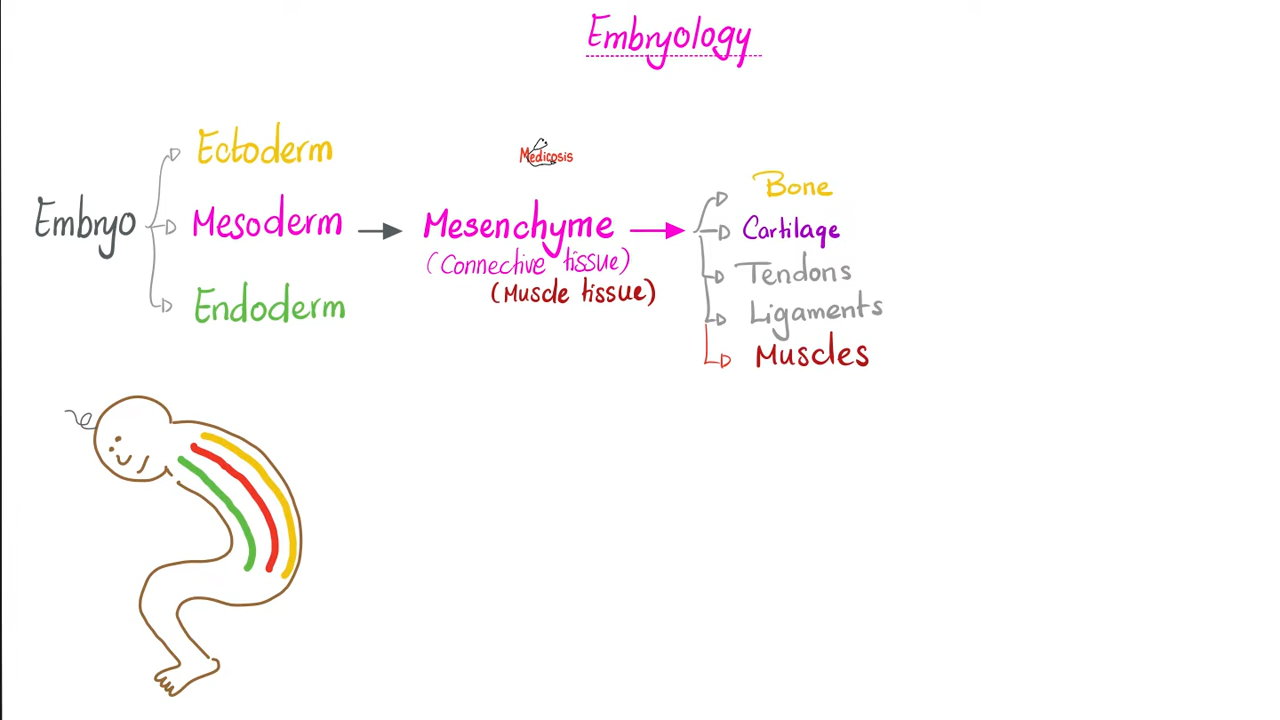 Embryology
Ectoderm
Medicosis
Bone
Embryo
Mesoderm
Mesenchyme
Cartilage
(Connective tissue)
Tendons
(Muscle tissue)
Endoderm
Ligaments
Muscles